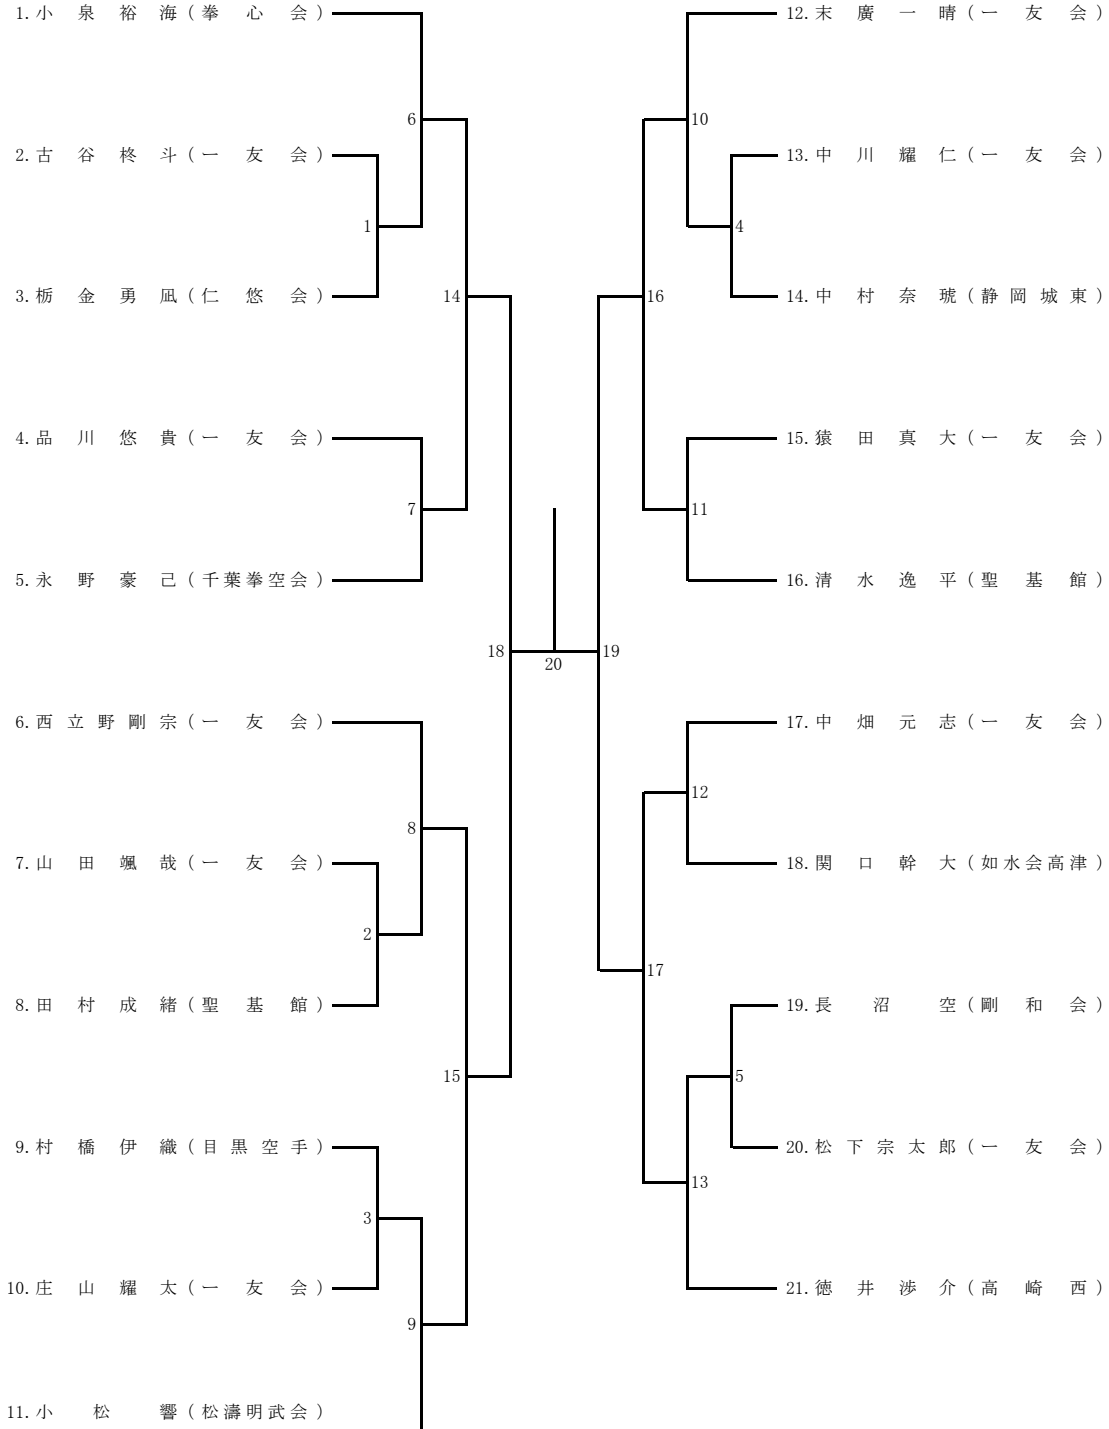 1. 小泉裕海(拳心会)
6
2. 古谷柊斗(一友会)
1
3. 栃金勇凪(仁悠会)
14
4. 品川悠貴(一友会)
7
5. 永野豪己(千葉拳空会)
18
20
6. 西立野剛宗(一友会)
8
7. 山田颯哉(一友会)
2
8. 田村成緒(聖基館)
15
9. 村橋伊織(目黒空手)
3
10. 庄山耀太(一友会)
9
11. 小松響(松濤明武会)
12. 末廣一晴(一友会)
10
13. 中川耀仁(一友会)
4
14. 中村奈琥(静岡城東)
16
15. 猿田真大(一友会)
11
16. 清水逸平(聖基館)
19
17. 中畑元志(一友会)
12
18. 関口幹大(如水会高津)
17
19. 長沼空(剛和会)
5
20. 松下宗太郎(一友会)
13
21. 徳井渉介(高崎西)